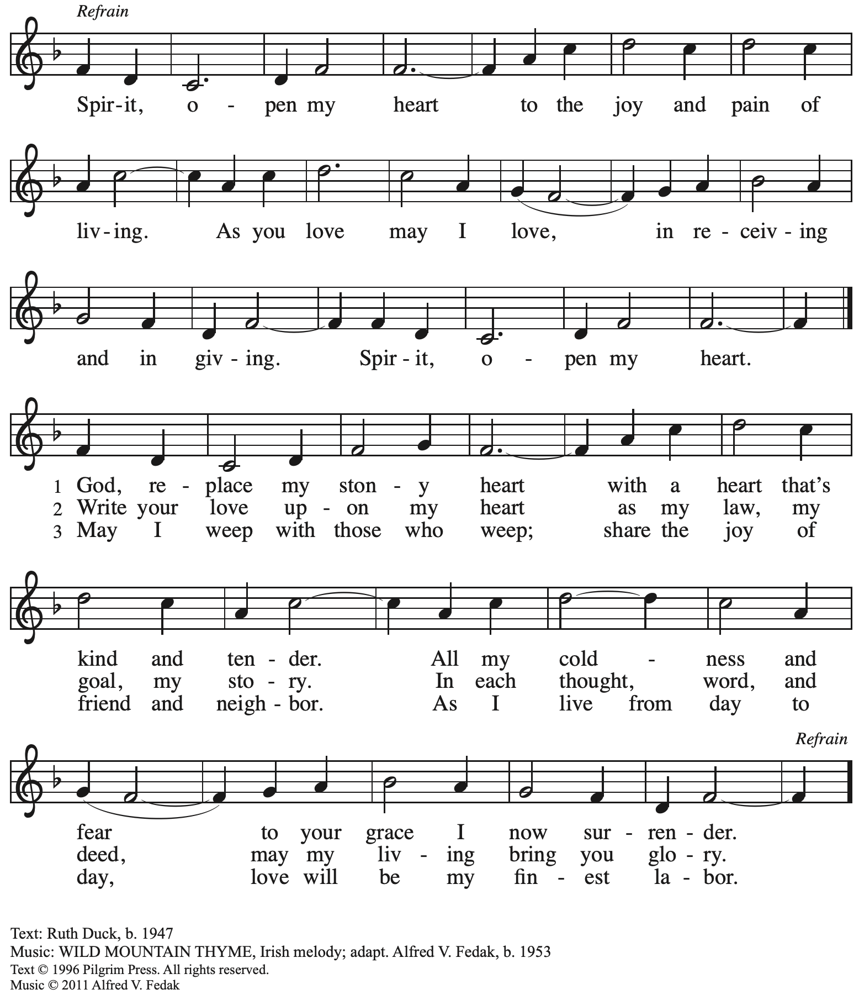 Refrain
Spir-it, o - pen my heart to the joy and pain of
liv-ing. As you love may I love, in re - ceiv - ing
and in giv - ing. Spir - it, o - pen my heart.
1 God, re - place my ston - y heart with a heart that's
2 Write your love up - on my heart as my law, my
3 May I weep with those who weep; share the joy of
kind and ten - der. All my cold - ness and
goal, my sto - ry. In each thought, word, and
friend and neigh - bor. As I live from day to
Refrain
fear to your grace I now sur - ren - der.
deed, may my liv - ing bring you glo - ry.
day, love will be my fin - est la - bor.
Text: Ruth Duck, b. 1947
Music: WILD MOUNTAIN THYME, Irish melody; adapt. Alfred V. Fedak, b. 1953
Text © 1996 Pilgrim Press. All rights reserved.
Music © 2011 Alfred V. Fedak